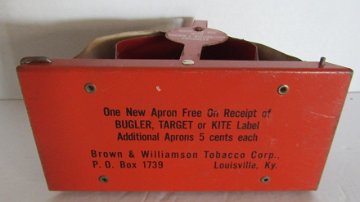 One New Apron Free On Receipt of
BUGLER, TARGET or KITE Label
Additional Aprons 5 cents each
Brown & Williamson Tobacco Corp.,
P. O. Box 1739 Louisville, Ky.